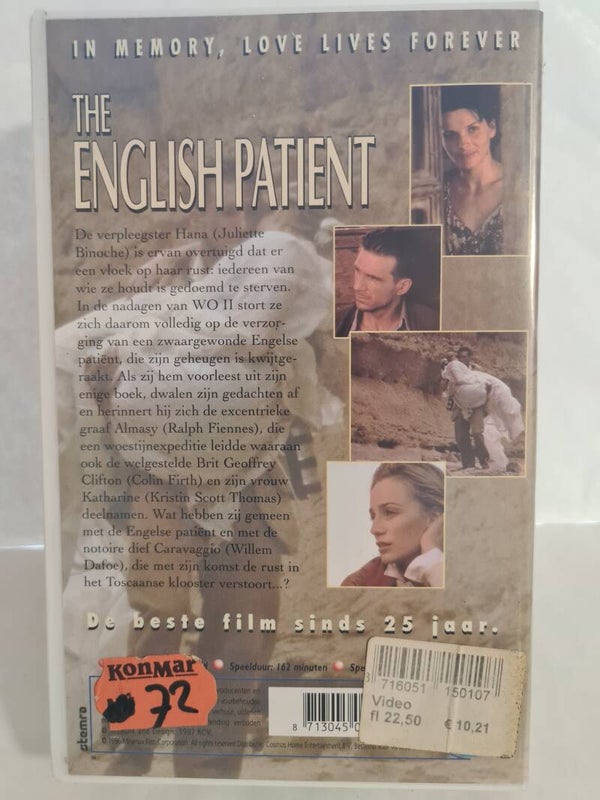 IN MEMORY, LOVE LIVES FOREVER
THE
ENGLISH PATIENT
De verpleegster Hana (Juliette
Binoche) is ervan overtuigd dat er
een vloek op haar rust: iedereen van
wie ze houdt is gedoemd te sterven.
In de nadagen van WO II stort ze
zich daarom volledig op de verzor-
ging van een zwaargewonde Engelse
patiënt, die zijn geheugen is kwijtge-
raakt. Als zij hem voorleest uit zijn
enige boek, dwalen zijn gedachten af
en herinnert hij zich de excentrieke
graaf Almasy (Ralph Fiennes), die
een woestijnexpeditie leidde waaraan
ook de welgestelde Brit Geoffrey
Clifton (Colin Firth) en zijn vrouw
Katharine (Kristin Scott Thomas)
deelnamen. Wat hebben zij gemeen
met de Engelse patiënt en met de
notoire dief Caravaggio (Willem
Dafoe), die met zijn komst de rust in
het Toscaanse klooster verstoort...?
De beste film sinds 25 jaar.
KonMar
72
Speelduur: 162 minuten
stemra
8 713045 0
8 716051 150107
Video
fl 22,50 € 10,21